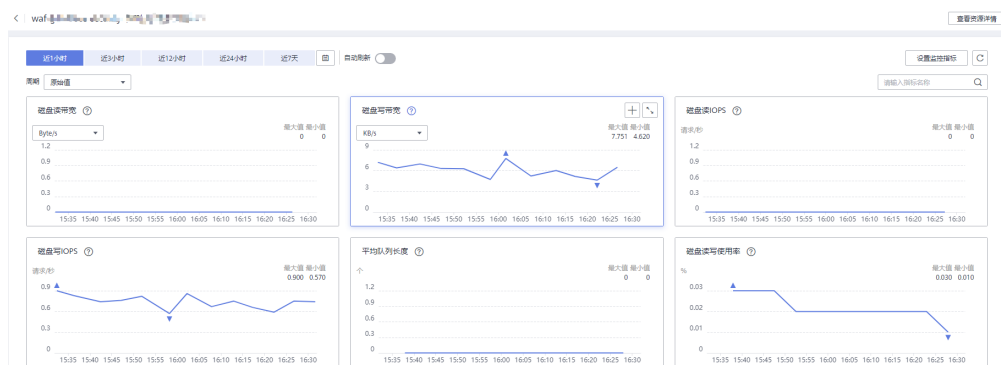 waf
查看资源详情
近1小时 近3小时 近12小时 近24小时 近7天 自动刷新 设置监控指标
周期 原始值 请输入指标名称
磁盘读带宽
Byte/s
最大值 最小值
0 0
1.2
0.9
0.6
0.3
0
15:35 15:40 15:45 15:50 15:55 16:00 16:05 16:10 16:15 16:20 16:25 16:30
磁盘写带宽
KB/s
最大值 最小值
7.751 4.620
9
6
3
0
15:35 15:40 15:45 15:50 15:55 16:00 16:05 16:10 16:15 16:20 16:25 16:30
磁盘读IOPS
请求/秒
最大值 最小值
0 0
1.2
0.9
0.6
0.3
0
15:35 15:40 15:45 15:50 15:55 16:00 16:05 16:10 16:15 16:20 16:25 16:30
磁盘写IOPS
请求/秒
最大值 最小值
0.900 0.570
0.9
0.6
0.3
0
15:35 15:40 15:45 15:50 15:55 16:00 16:05 16:10 16:15 16:20 16:25 16:30
平均队列长度
个
最大值 最小值
0 0
1.2
0.9
0.6
0.3
0
15:35 15:40 15:45 15:50 15:55 16:00 16:05 16:10 16:15 16:20 16:25 16:30
磁盘读写使用率
%
最大值 最小值
0.030 0.010
0.03
0.02
0.01
0
15:35 15:40 15:45 15:50 15:55 16:00 16:05 16:10 16:15 16:20 16:25 16:30